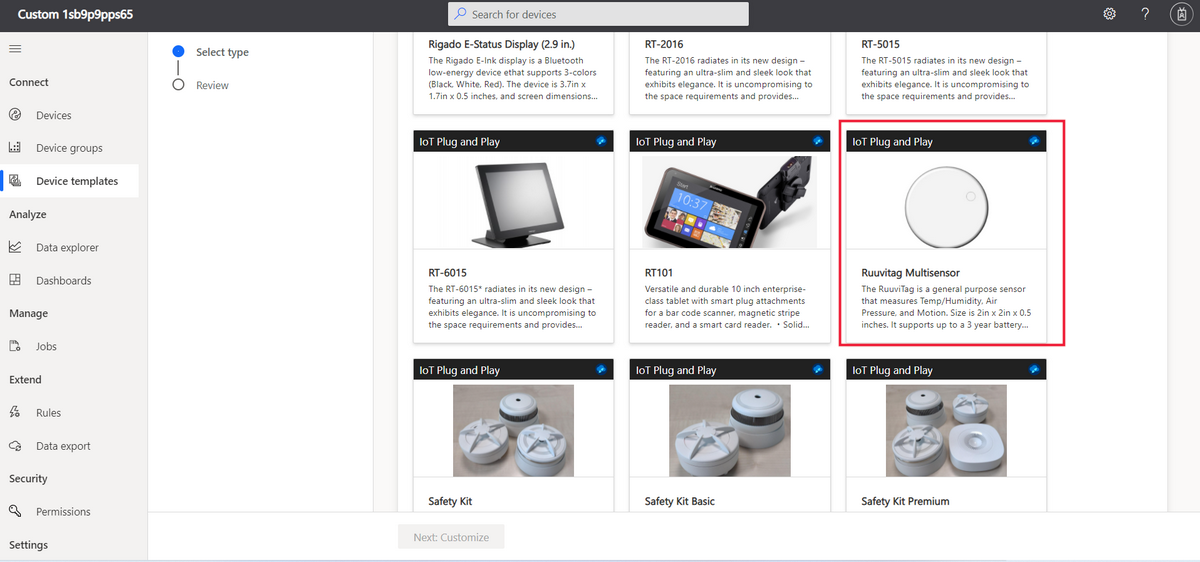 Custom 1sb9p9pps65
Search for devices
?
Connect
Devices
Device groups
Device templates
Analyze
Data explorer
Dashboards
Manage
Jobs
Extend
Rules
Data export
Security
Permissions
Settings
Select type
Review
Rigado E-Status Display (2.9 in.)
The Rigado E-Ink display is a Bluetooth
low-energy device ethat supports 3-colors
(Black, White, Red). The device is 3.7in x
1.7in x 0.5 inches, and screen dimensions...
RT-2016
The RT-2016 radiates in its new design –
featuring an ultra-slim and sleek look that
exhibits elegance. It is uncompromising to
the space requirements and provides...
RT-5015
The RT-5015 radiates in its new design –
featuring an ultra-slim and sleek look that
exhibits elegance. It is uncompromising to
the space requirements and provides...
IoT Plug and Play
RT-6015
The RT-6015* radiates in its new design –
featuring an ultra-slim and sleek look that
exhibits elegance. It is uncompromising to
the space requirements and provides...
IoT Plug and Play
Start
10:37
RT101
Versatile and durable 10 inch enterprise-
class tablet with smart plug attachments
for a bar code scanner, magnetic stripe
reader, and a smart card reader. • Solid...
IoT Plug and Play
Ruuvitag Multisensor
The RuuviTag is a general purpose sensor
that measures Temp/Humidity, Air
Pressure, and Motion. Size is 2in x 2in x 0.5
inches. It supports up to a 3 year battery...
IoT Plug and Play
Safety Kit
IoT Plug and Play
Safety Kit Basic
IoT Plug and Play
Safety Kit Premium
Next: Customize